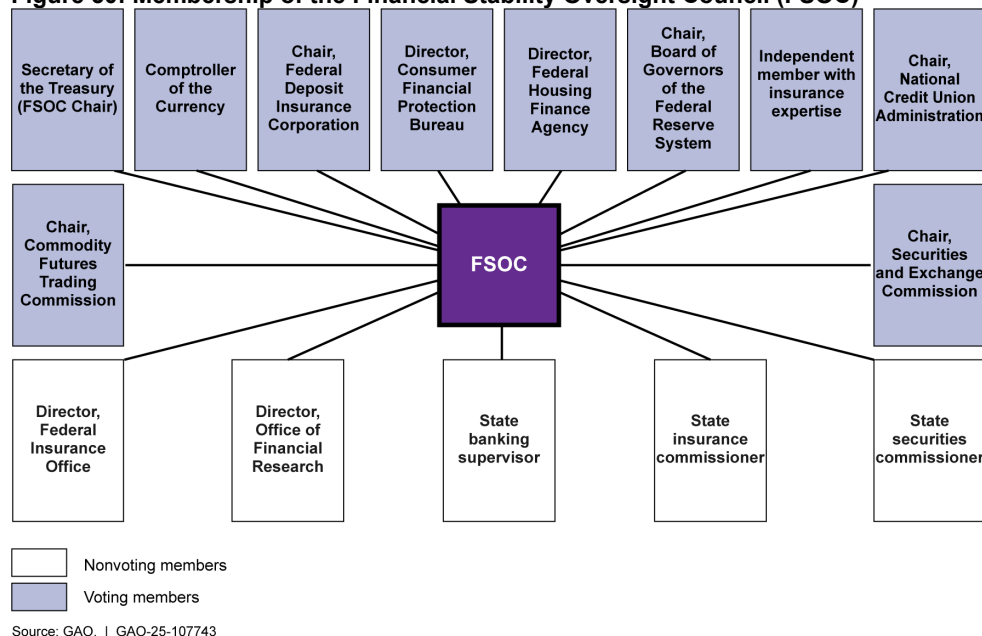 Secretary of
the Treasury
(FSOC Chair)
Comptroller
of the
Currency
Chair,
Federal
Deposit
Insurance
Corporation
Director,
Consumer
Financial
Protection
Bureau
Director,
Federal
Housing
Finance
Agency
Chair,
Board of
Governors
of the
Federal
Reserve
System
Independent
member with
insurance
expertise
Chair,
National
Credit Union
Administration
Chair,
Commodity
Futures
Trading
Commission
FSOC
Chair,
Securities
and Exchange
Commission
Director,
Federal
Insurance
Office
Director,
Office of
Financial
Research
State
banking
supervisor
State
insurance
commissioner
State
securities
commissioner
Nonvoting members
Voting members
Source: GAO. | GAO-25-107743